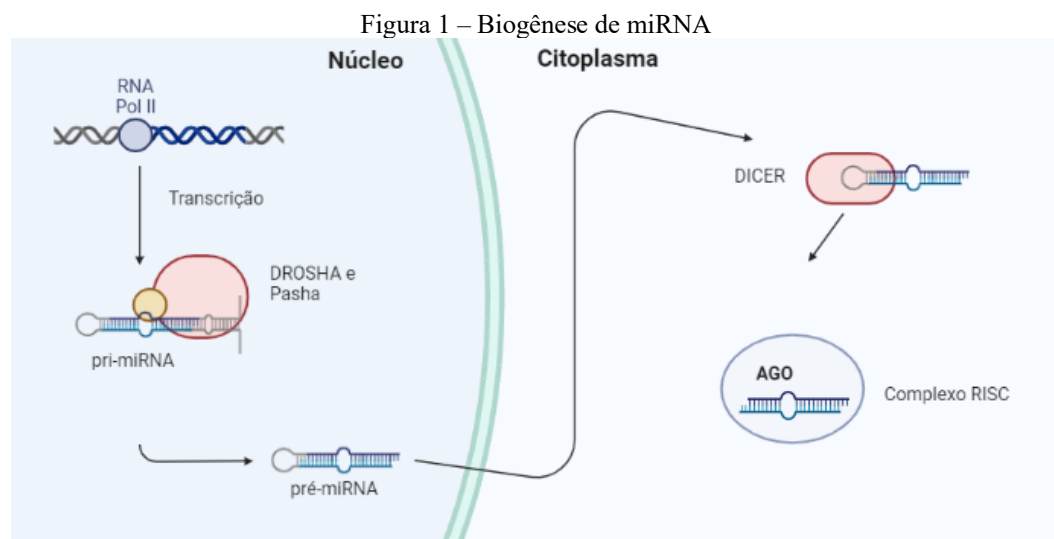 Figura 1 – Biogênese de miRNA
Núcleo
Citoplasma
RNA
Pol II
Transcrição
DROSHA e
Pasha
pri-miRNA
pré-miRNA
DICER
AGO
Complexo RISC